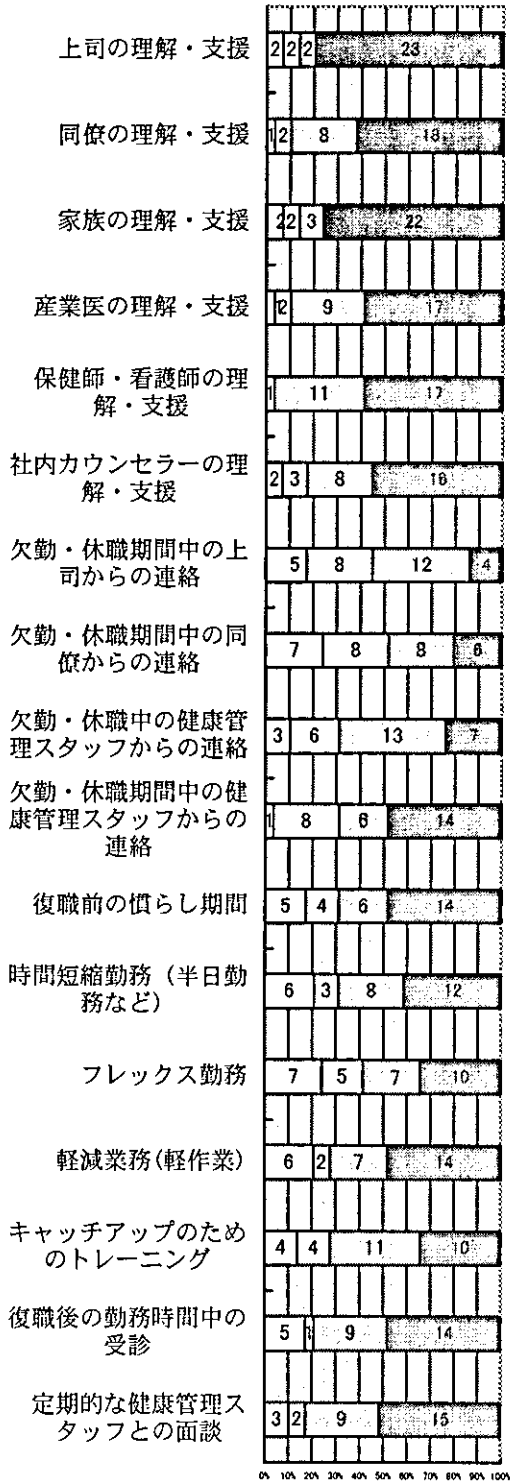 上司の理解・支援
2 2 2 23
同僚の理解・支援
1 2 8 18
家族の理解・支援
2 2 3 22
産業医の理解・支援
1 2 9 17
保健師・看護師の理
解・支援
1 11 17
社内カウンセラーの理
解・支援
2 3 8 16
欠勤・休職期間中の上
司からの連絡
5 8 12 4
欠勤・休職期間中の同
僚からの連絡
7 8 8 6
欠勤・休職中の健康管
理スタッフからの連絡
3 6 13 7
欠勤・休職期間中の健
康管理スタッフからの
連絡
1 8 6 14
復職前の慣らし期間
5 4 6 14
時間短縮勤務（半日勤
務など）
6 3 8 12
フレックス勤務
7 5 7 10
軽減業務(軽作業)
6 2 7 14
キャッチアップのため
のトレーニング
4 4 11 10
復職後の勤務時間中の
受診
5 1 9 14
定期的な健康管理ス
タッフとの面談
3 2 9 15
0% 10% 20% 30% 40% 50% 60% 70% 80% 90% 100%